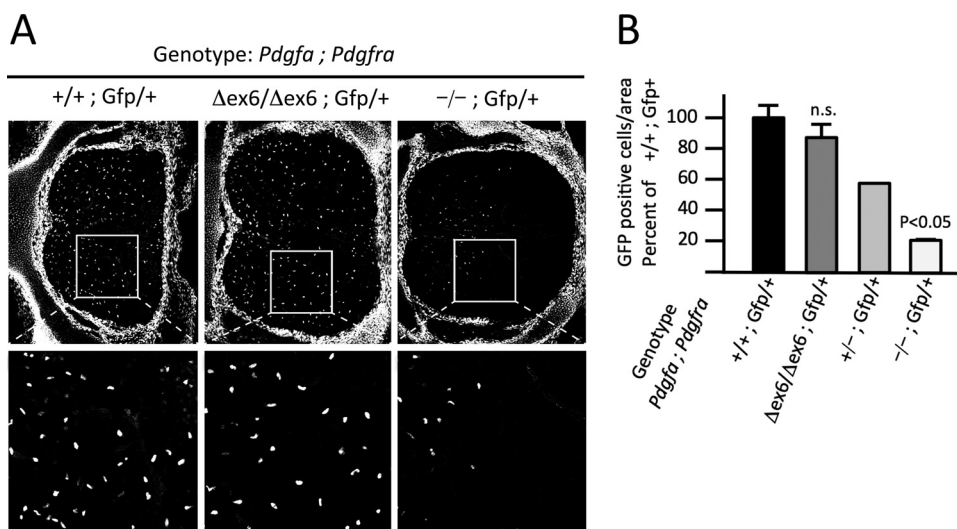 A
Genotype: Pdgfa ; Pdgfra
+/+ ; Gfp/+
Δex6/Δex6 ; Gfp/+
−/− ; Gfp/+
B
GFP positive cells/area
Percent of +/+ ; Gfp+
100
80
60
40
20
n.s.
P<0.05
Genotype
Pdgfa ; Pdgfra
+/+ ; Gfp/+
Δex6/Δex6 ; Gfp/+
+/− ; Gfp/+
−/− ; Gfp/+